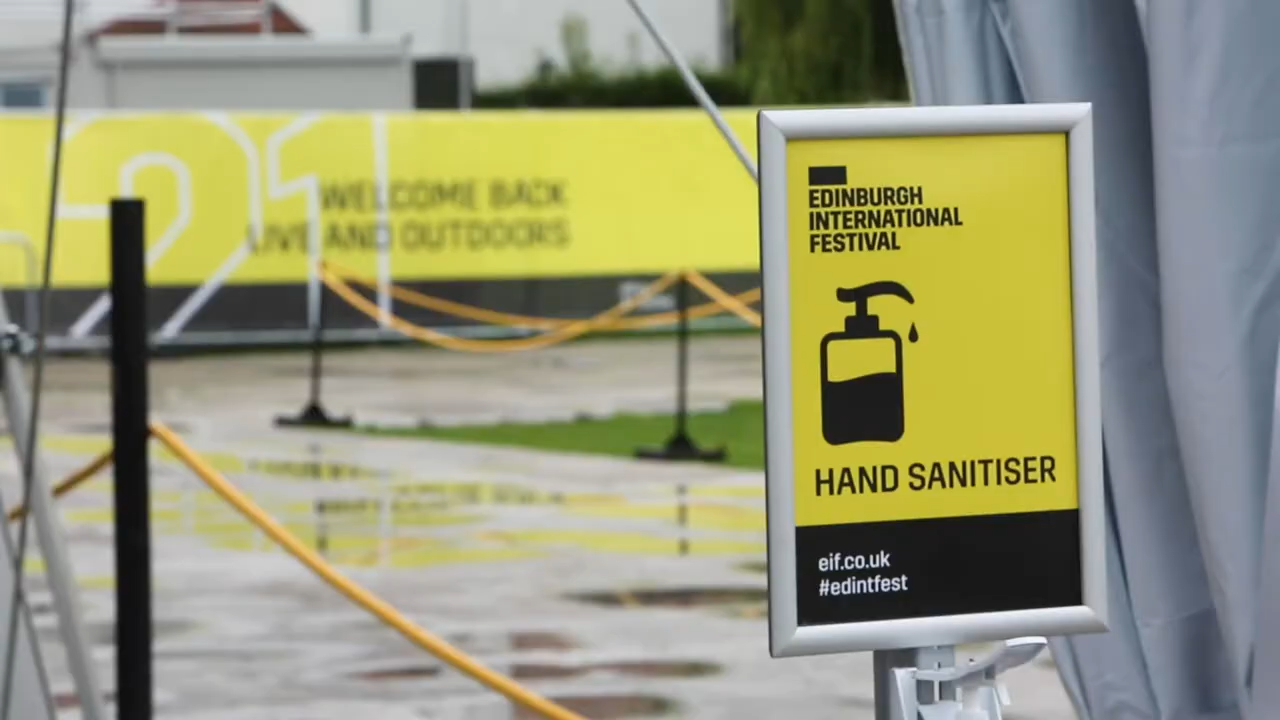 21
WELCOME BACK
LIVE AND OUTDOORS
EDINBURGH
INTERNATIONAL
FESTIVAL
HAND SANITISER
eif.co.uk
#edintfest